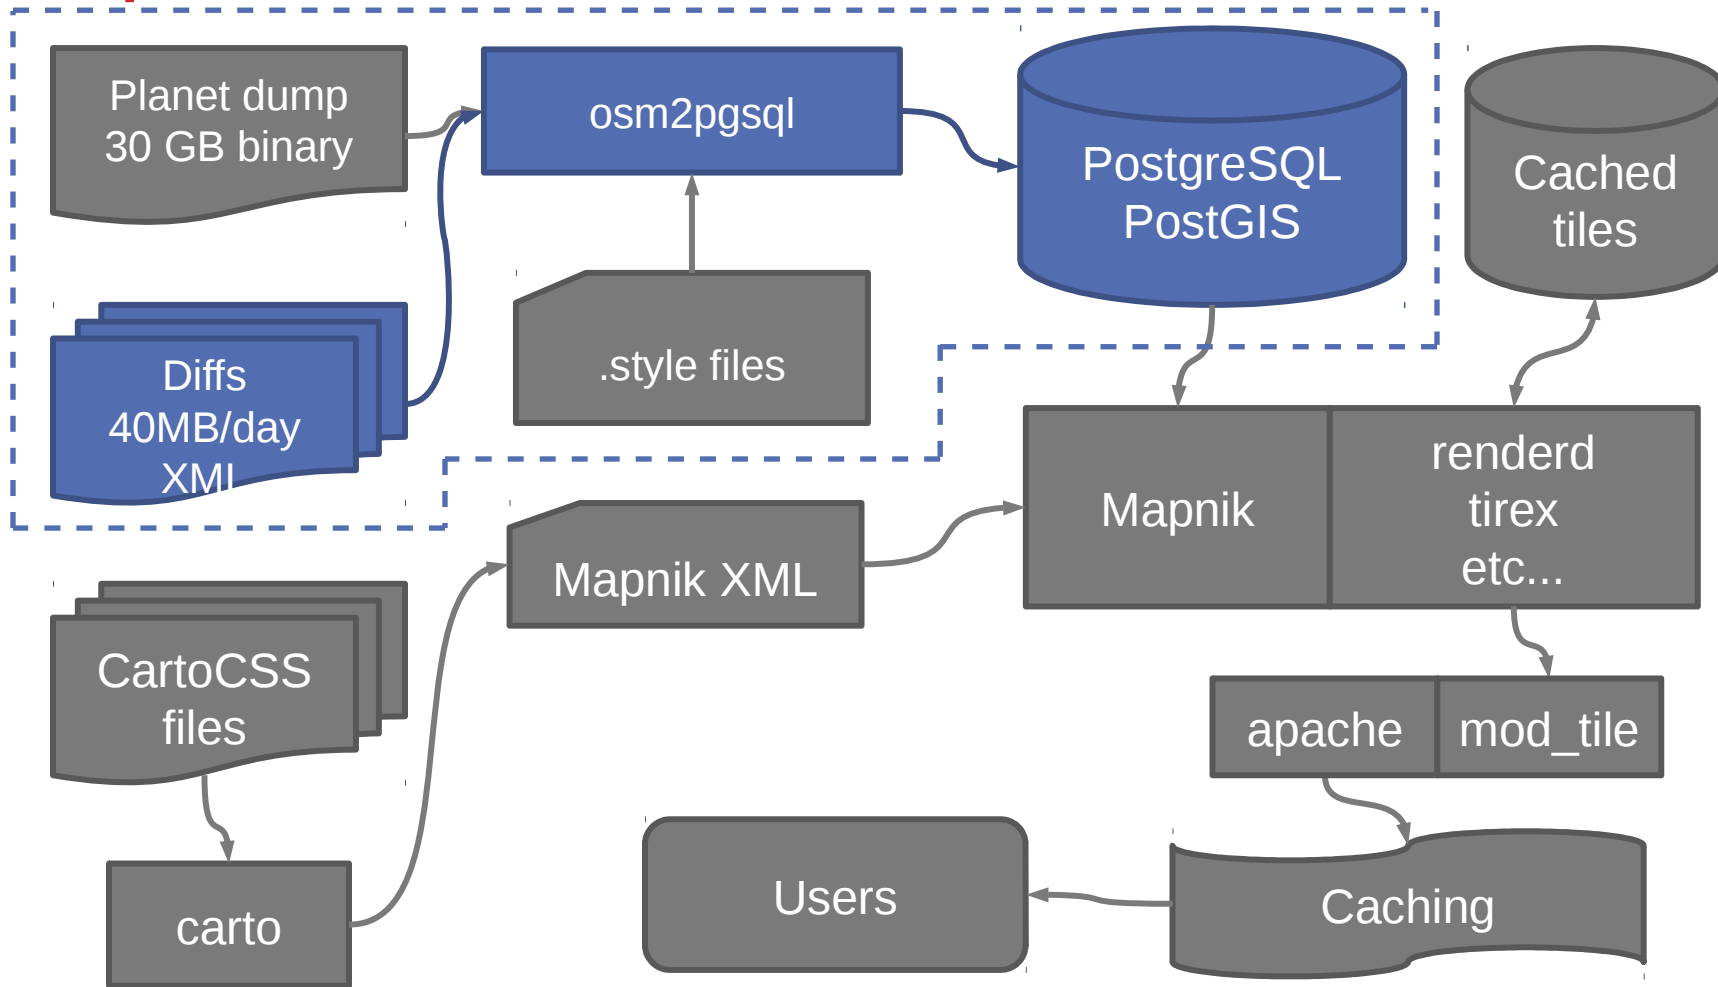 Planet dump
30 GB binary
osm2pgsql
PostgreSQL
PostGIS
Cached
tiles
Diffs
40MB/day
XML
.style files
Mapnik
renderd
tirex
etc...
Mapnik XML
CartoCSS
files
apache
mod_tile
carto
Users
Caching